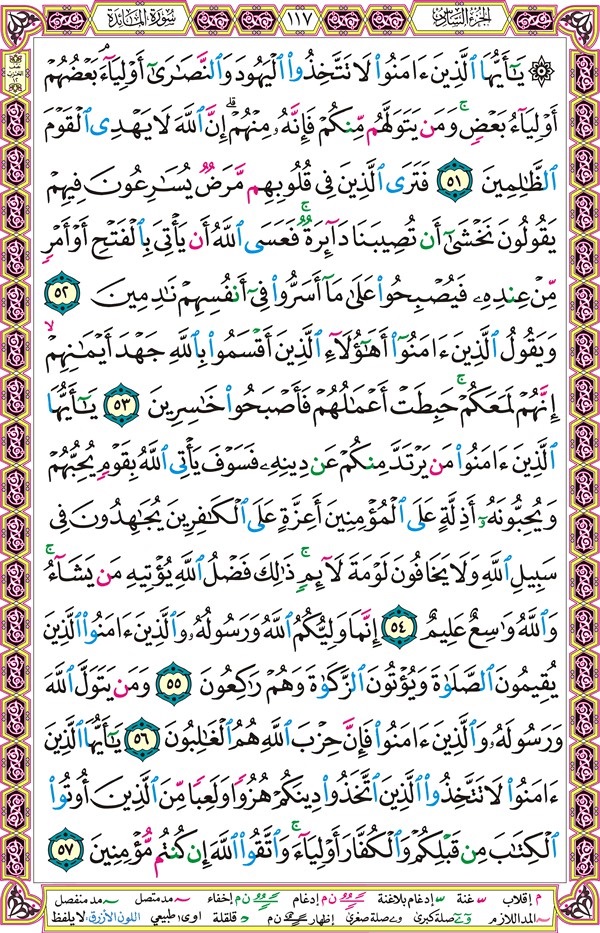 الجزء السادس ١١٧ سورة المائدة
يَٰٓأَيُّهَا ٱلَّذِينَ ءَامَنُوا۟ لَا تَتَّخِذُوا۟ ٱلْيَهُودَ وَٱلنَّصَٰرَىٰٓ أَوْلِيَآءَ ۘ بَعْضُهُمْ
أَوْلِيَآءُ بَعْضٍ ۚ وَمَن يَتَوَلَّهُم مِّنكُمْ فَإِنَّهُۥ مِنْهُمْ ۗ إِنَّ ٱللَّهَ لَا يَهْدِى ٱلْقَوْمَ
ٱلظَّٰلِمِينَ ٥١ فَتَرَى ٱلَّذِينَ فِى قُلُوبِهِم مَّرَضٌ يُسَٰرِعُونَ فِيهِمْ
يَقُولُونَ نَخْشَىٰٓ أَن تُصِيبَنَا دَآئِرَةٌ ۚ فَعَسَى ٱللَّهُ أَن يَأْتِىَ بِٱلْفَتْحِ أَوْ أَمْرٍ
مِّنْ عِندِهِۦ فَيُصْبِحُوا۟ عَلَىٰ مَآ أَسَرُّوا۟ فِىٓ أَنفُسِهِمْ نَٰدِمِينَ ٥٢
وَيَقُولُ ٱلَّذِينَ ءَامَنُوٓا۟ أَهَٰٓؤُلَآءِ ٱلَّذِينَ أَقْسَمُوا۟ بِٱللَّهِ جَهْدَ أَيْمَٰنِهِمْ ۙ
إِنَّهُمْ لَمَعَكُمْ ۚ حَبِطَتْ أَعْمَٰلُهُمْ فَأَصْبَحُوا۟ خَٰسِرِينَ ٥٣ يَٰٓأَيُّهَا
ٱلَّذِينَ ءَامَنُوا۟ مَن يَرْتَدَّ مِنكُمْ عَن دِينِهِۦ فَسَوْفَ يَأْتِى ٱللَّهُ بِقَوْمٍ يُحِبُّهُمْ
وَيُحِبُّونَهُۥٓ أَذِلَّةٍ عَلَى ٱلْمُؤْمِنِينَ أَعِزَّةٍ عَلَى ٱلْكَٰفِرِينَ يُجَٰهِدُونَ فِى
سَبِيلِ ٱللَّهِ وَلَا يَخَافُونَ لَوْمَةَ لَآئِمٍ ۚ ذَٰلِكَ فَضْلُ ٱللَّهِ يُؤْتِيهِ مَن يَشَآءُ ۚ
وَٱللَّهُ وَٰسِعٌ عَلِيمٌ ٥٤ إِنَّمَا وَلِيُّكُمُ ٱللَّهُ وَرَسُولُهُۥ وَٱلَّذِينَ ءَامَنُوا۟ ٱلَّذِينَ
يُقِيمُونَ ٱلصَّلَوٰةَ وَيُؤْتُونَ ٱلزَّكَوٰةَ وَهُمْ رَٰكِعُونَ ٥٥ وَمَن يَتَوَلَّ ٱللَّهَ
وَرَسُولَهُۥ وَٱلَّذِينَ ءَامَنُوا۟ فَإِنَّ حِزْبَ ٱللَّهِ هُمُ ٱلْغَٰلِبُونَ ٥٦ يَٰٓأَيُّهَا ٱلَّذِينَ
ءَامَنُوا۟ لَا تَتَّخِذُوا۟ ٱلَّذِينَ ٱتَّخَذُوا۟ دِينَكُمْ هُزُوًا وَلَعِبًا مِّنَ ٱلَّذِينَ أُوتُوا۟
ٱلْكِتَٰبَ مِن قَبْلِكُمْ وَٱلْكُفَّارَ أَوْلِيَآءَ ۚ وَٱتَّقُوا۟ ٱللَّهَ إِن كُنتُم مُّؤْمِنِينَ ٥٧
م إقلاب غنة إدغام بلاغنة ن م إدغام ن م إخفاء مد متصل مد منفصل
المد اللازم صلة كبرى صلة صغرى إظهار ن م قلقلة اوى طبيعي اللون الأزرق لا يلفظ